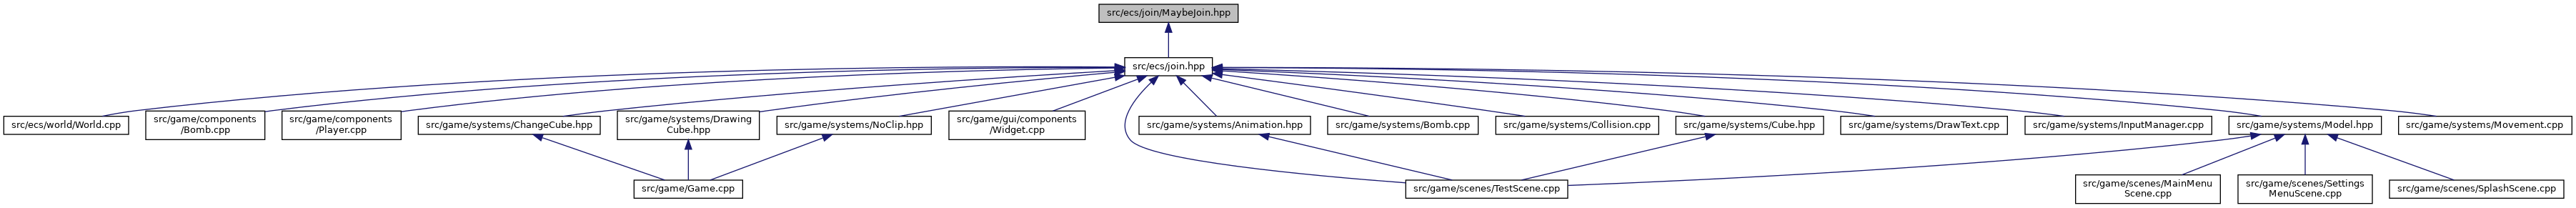 src/ecs/join/MaybeJoin.hpp
src/ecs/join.hpp
src/ecs/world/World.cpp
src/game/components
/Bomb.cpp
src/game/components
/Player.cpp
src/game/systems/ChangeCube.hpp
src/game/systems/Drawing
Cube.hpp
src/game/systems/NoClip.hpp
src/game/gui/components
/Widget.cpp
src/game/systems/Animation.hpp
src/game/systems/Bomb.cpp
src/game/systems/Collision.cpp
src/game/systems/Cube.hpp
src/game/systems/DrawText.cpp
src/game/systems/InputManager.cpp
src/game/systems/Model.hpp
src/game/systems/Movement.cpp
src/game/Game.cpp
src/game/scenes/TestScene.cpp
src/game/scenes/MainMenu
Scene.cpp
src/game/scenes/Settings
MenuScene.cpp
src/game/scenes/SplashScene.cpp